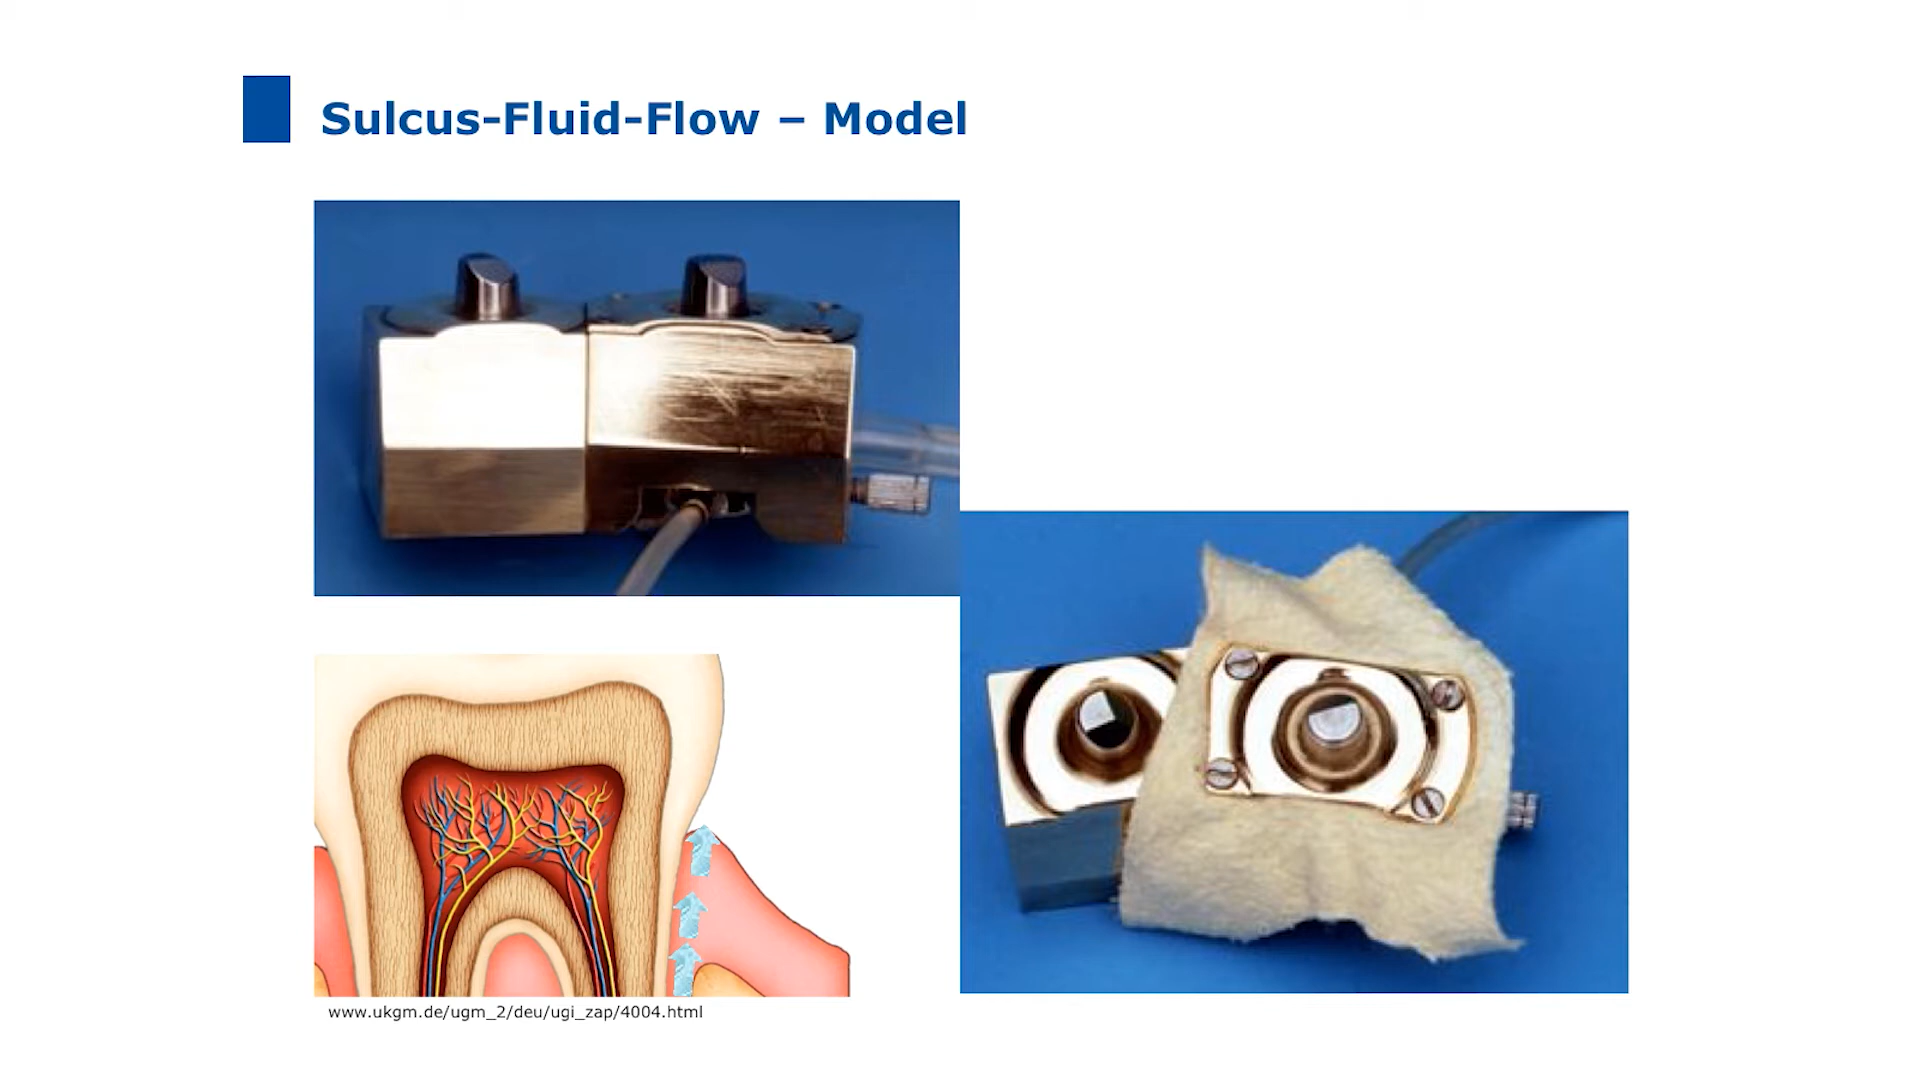 Sulcus-Fluid-Flow – Model
www.ukgm.de/ugm_2/deu/ugi_zap/4004.html